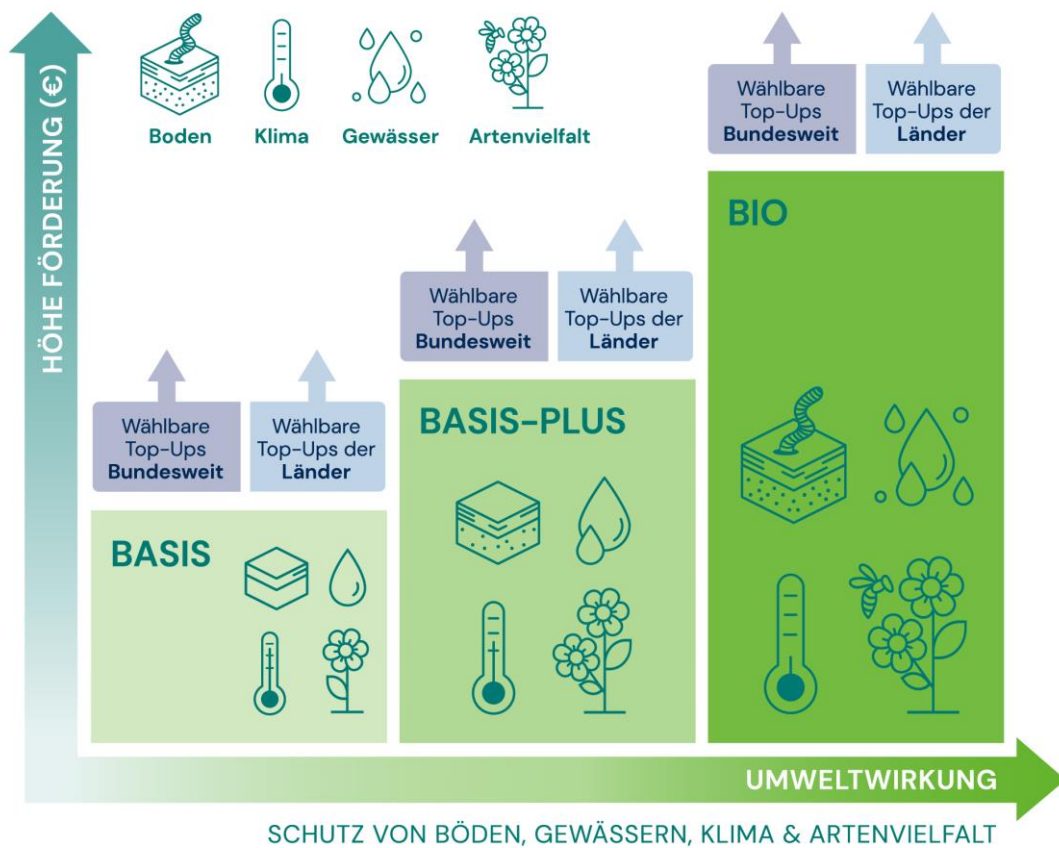 HÖHE FÖRDERUNG (€)
Boden
Klima
Gewässer
Artenvielfalt
Wählbare
Top-Ups
Bundesweit
Wählbare
Top-Ups der
Länder
BASIS
Wählbare
Top-Ups
Bundesweit
Wählbare
Top-Ups der
Länder
BASIS-PLUS
Wählbare
Top-Ups
Bundesweit
Wählbare
Top-Ups der
Länder
BIO
UMWELTWIRKUNG
SCHUTZ VON BÖDEN, GEWÄSSERN, KLIMA & ARTENVIELFALT